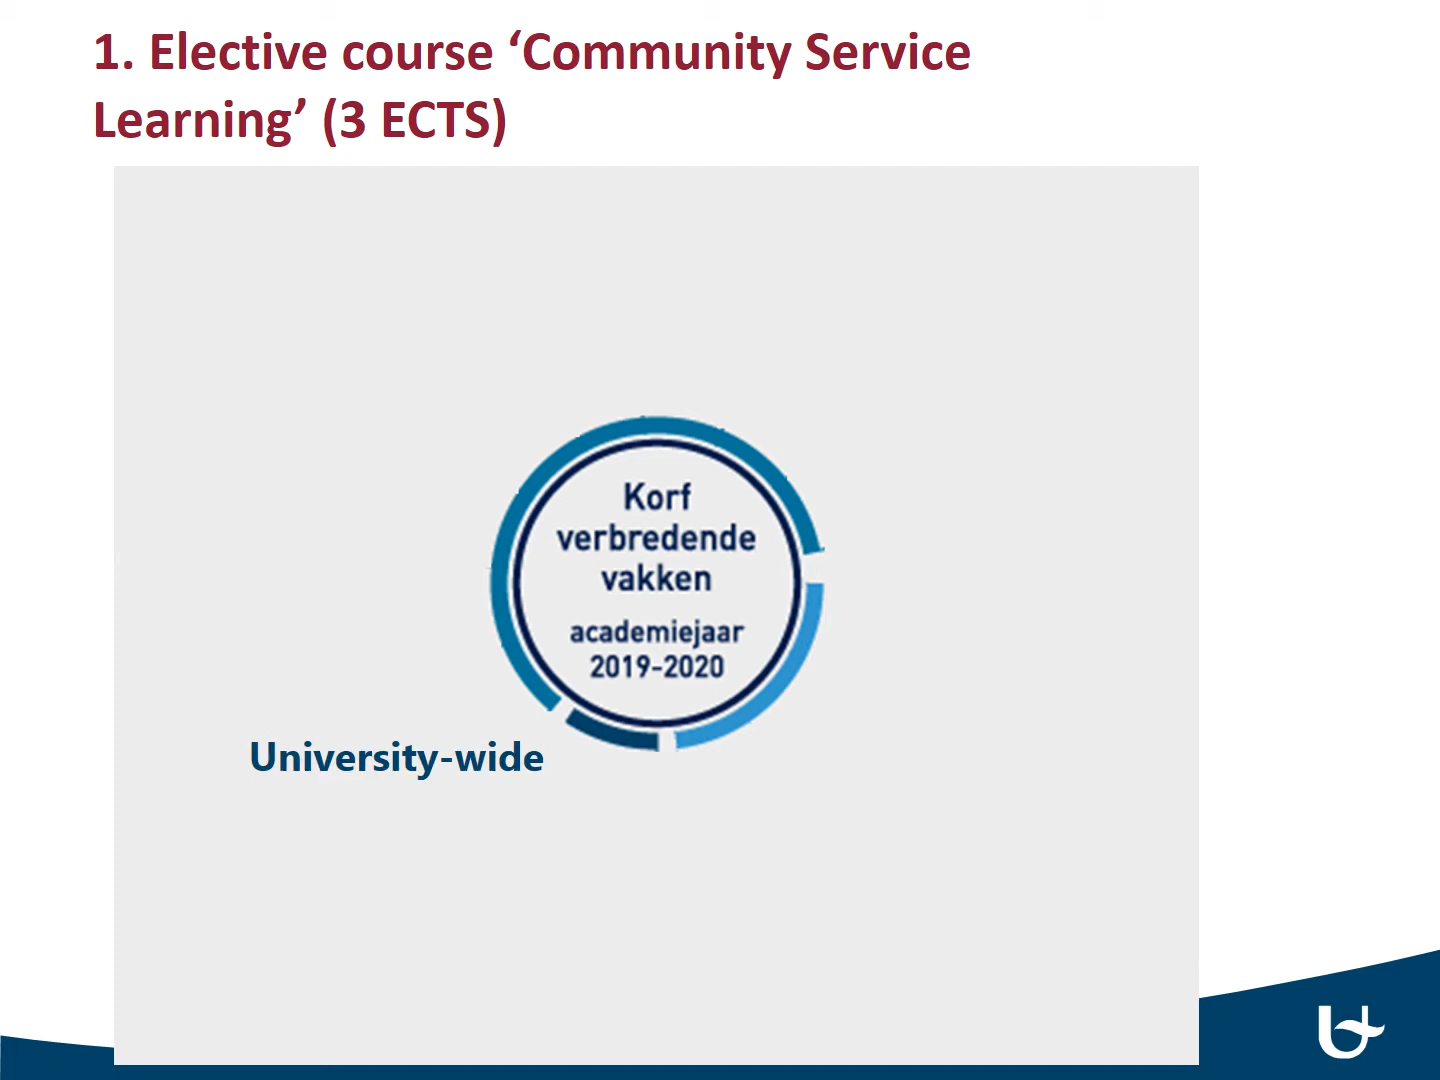 1. Elective course ‘Community Service
Learning’ (3 ECTS)
Korf
verbredende
vakken
academiejaar
2019-2020
University-wide